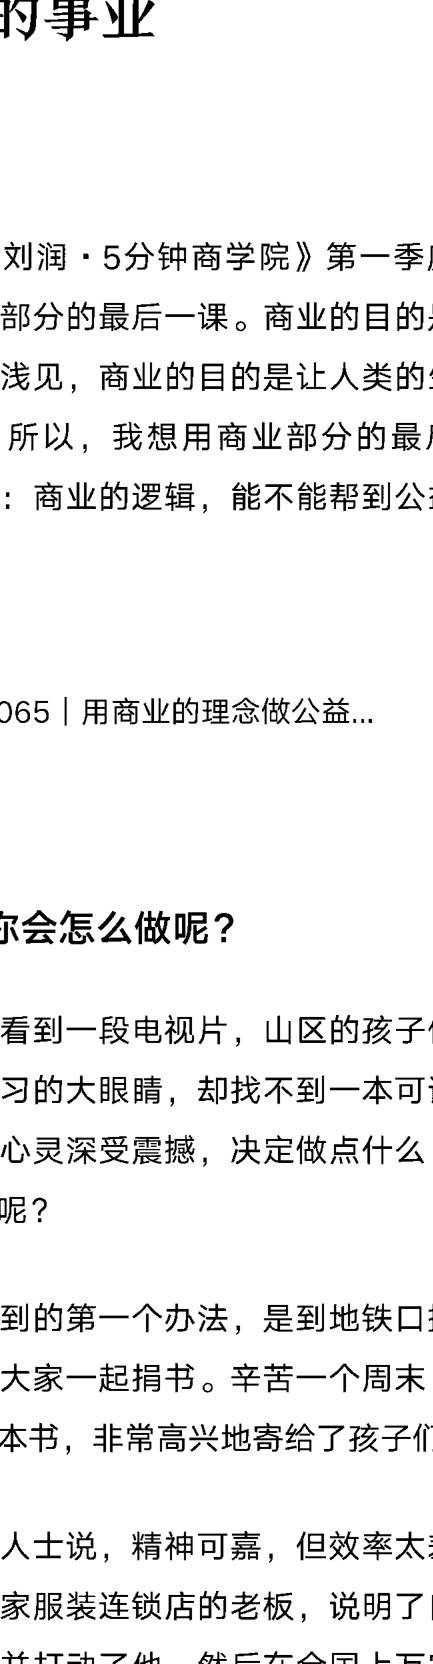 的事业
刘润·5分钟商学院》第一季
部分的最后一课。商业的目的
浅见，商业的目的是让人类的
所以，我想用商业部分的最
：商业的逻辑，能不能帮到公
065｜用商业的理念做公益...
你会怎么做呢？
看到一段电视片，山区的孩子
习的大眼睛，却找不到一本可
心灵深受震撼，决定做点什么
呢？
到的第一个办法，是到地铁口
大家一起捐书。辛苦一个周末
本书，非常高兴地寄给了孩子们
人士说，精神可嘉，但效率太
家服装连锁店的老板，说明了